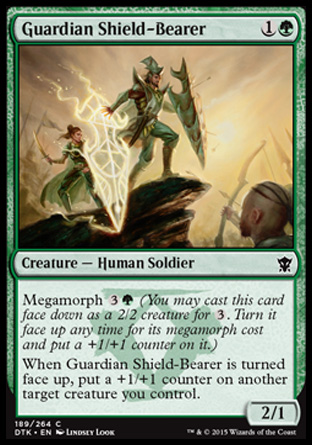 Guardian Shield-Bearer 1
Creature — Human Soldier
Megamorph 3 (You may cast this card
face down as a 2/2 creature for 3. Turn it
face up any time for its megamorph cost
and put a +1/+1 counter on it.)
When Guardian Shield-Bearer is turned
face up, put a +1/+1 counter on another
target creature you control.
2/1
189/264 C
DTK • EN Lindsey Look
™ & © 2015 Wizards of the Coast